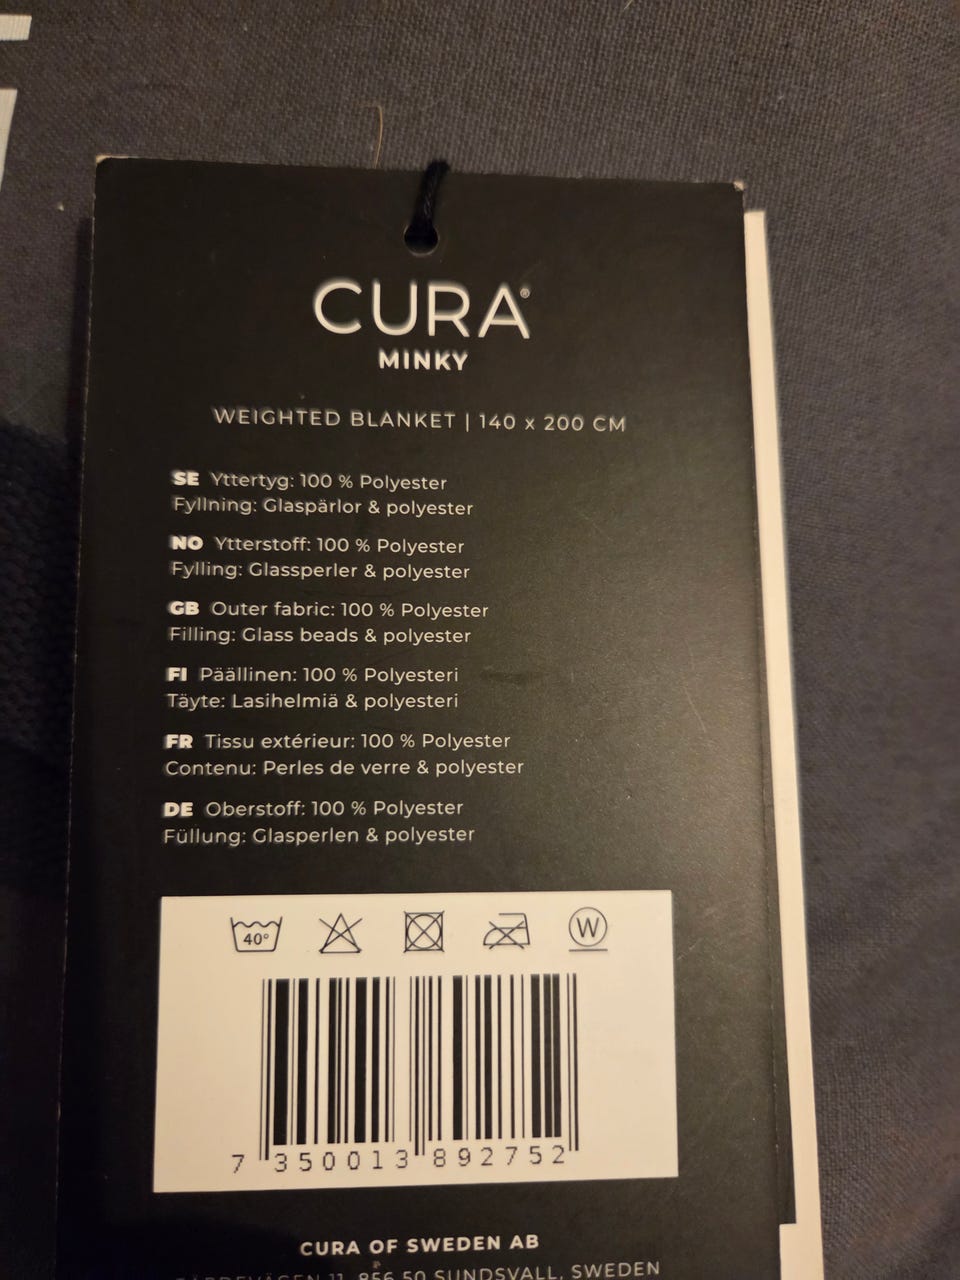 CURA®
MINKY
WEIGHTED BLANKET | 140 x 200 CM
SE Yttertyg: 100 % Polyester
Fyllning: Glaspärlor & polyester
NO Ytterstoff: 100 % Polyester
Fylling: Glassperler & polyester
GB Outer fabric: 100 % Polyester
Filling: Glass beads & polyester
FI Päällinen: 100 % Polyesteri
Täyte: Lasihelmiä & polyesteri
FR Tissu extérieur: 100 % Polyester
Contenu: Perles de verre & polyester
DE Oberstoff: 100 % Polyester
Füllung: Glasperlen & polyester
40° W
7 350013 892752
CURA OF SWEDEN AB
11, 856 50 SUNDSVALL, SWEDEN